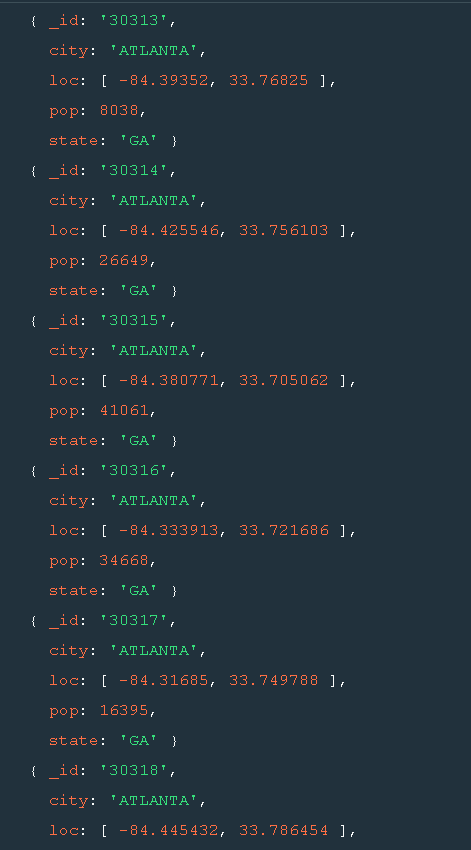 { _id: '30313',
city: 'ATLANTA',
loc: [ -84.39352, 33.76825 ],
pop: 8038,
state: 'GA' }
{ _id: '30314',
city: 'ATLANTA',
loc: [ -84.425546, 33.756103 ],
pop: 26649,
state: 'GA' }
{ _id: '30315',
city: 'ATLANTA',
loc: [ -84.380771, 33.705062 ],
pop: 41061,
state: 'GA' }
{ _id: '30316',
city: 'ATLANTA',
loc: [ -84.333913, 33.721686 ],
pop: 34668,
state: 'GA' }
{ _id: '30317',
city: 'ATLANTA',
loc: [ -84.31685, 33.749788 ],
pop: 16395,
state: 'GA' }
{ _id: '30318',
city: 'ATLANTA',
loc: [ -84.445432, 33.786454 ],